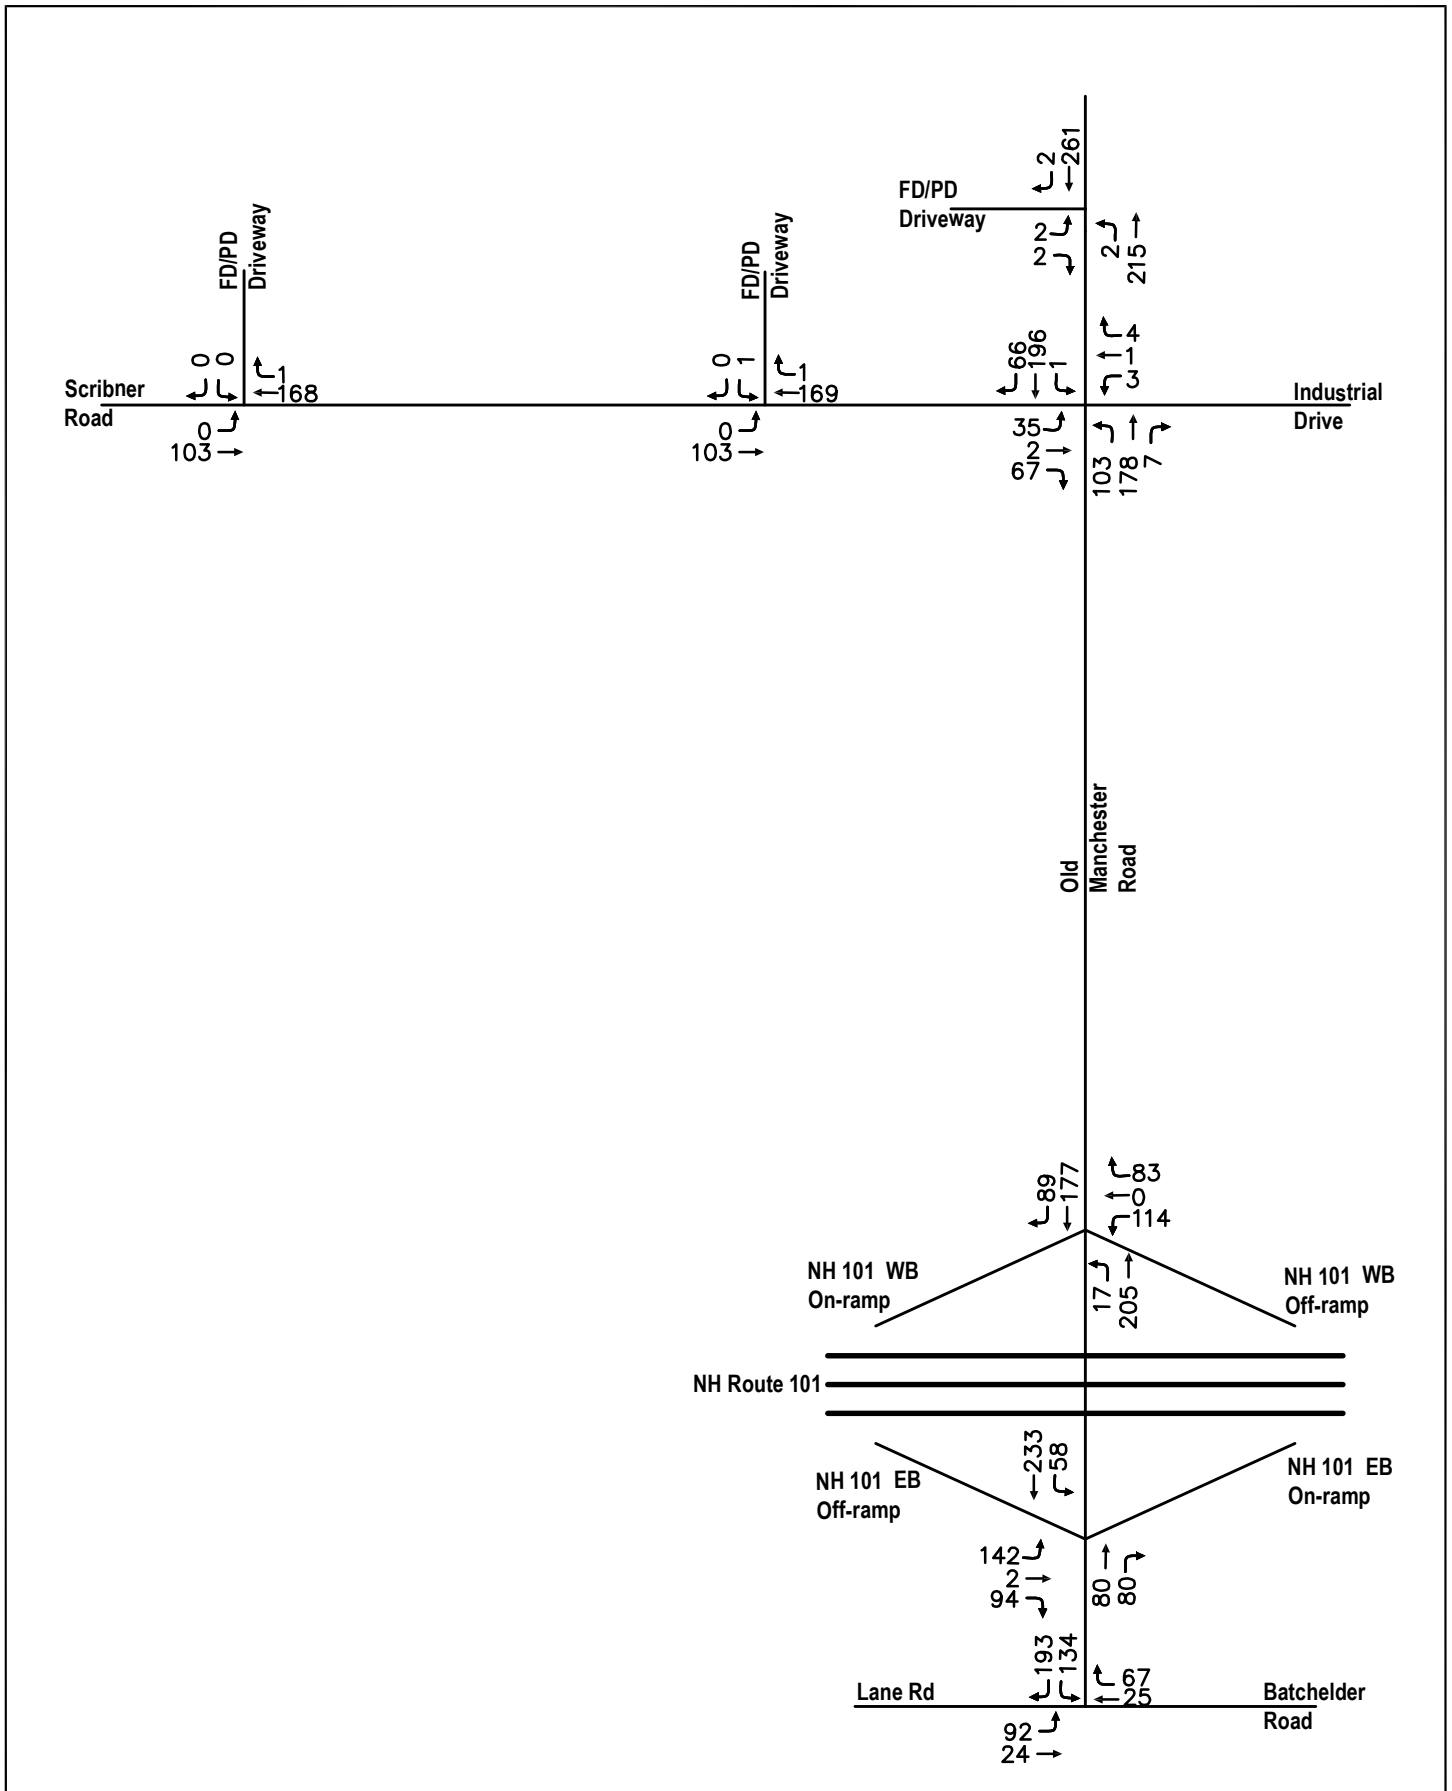 2
261
FD/PD
Driveway
2
2
2
215
FD/PD
Driveway
FD/PD
Driveway
0
0
1
168
0
1
1
169
66
196
1
4
1
3
Scribner
Road
Industrial
Drive
0
103
0
103
35
2
67
103
178
7
Old
Manchester
Road
89
177
83
0
114
NH 101 WB
On-ramp
17
205
NH 101 WB
Off-ramp
NH Route 101
233
58
NH 101 EB
Off-ramp
NH 101 EB
On-ramp
142
2
94
80
80
193
134
67
25
Lane Rd
Batchelder
Road
92
24